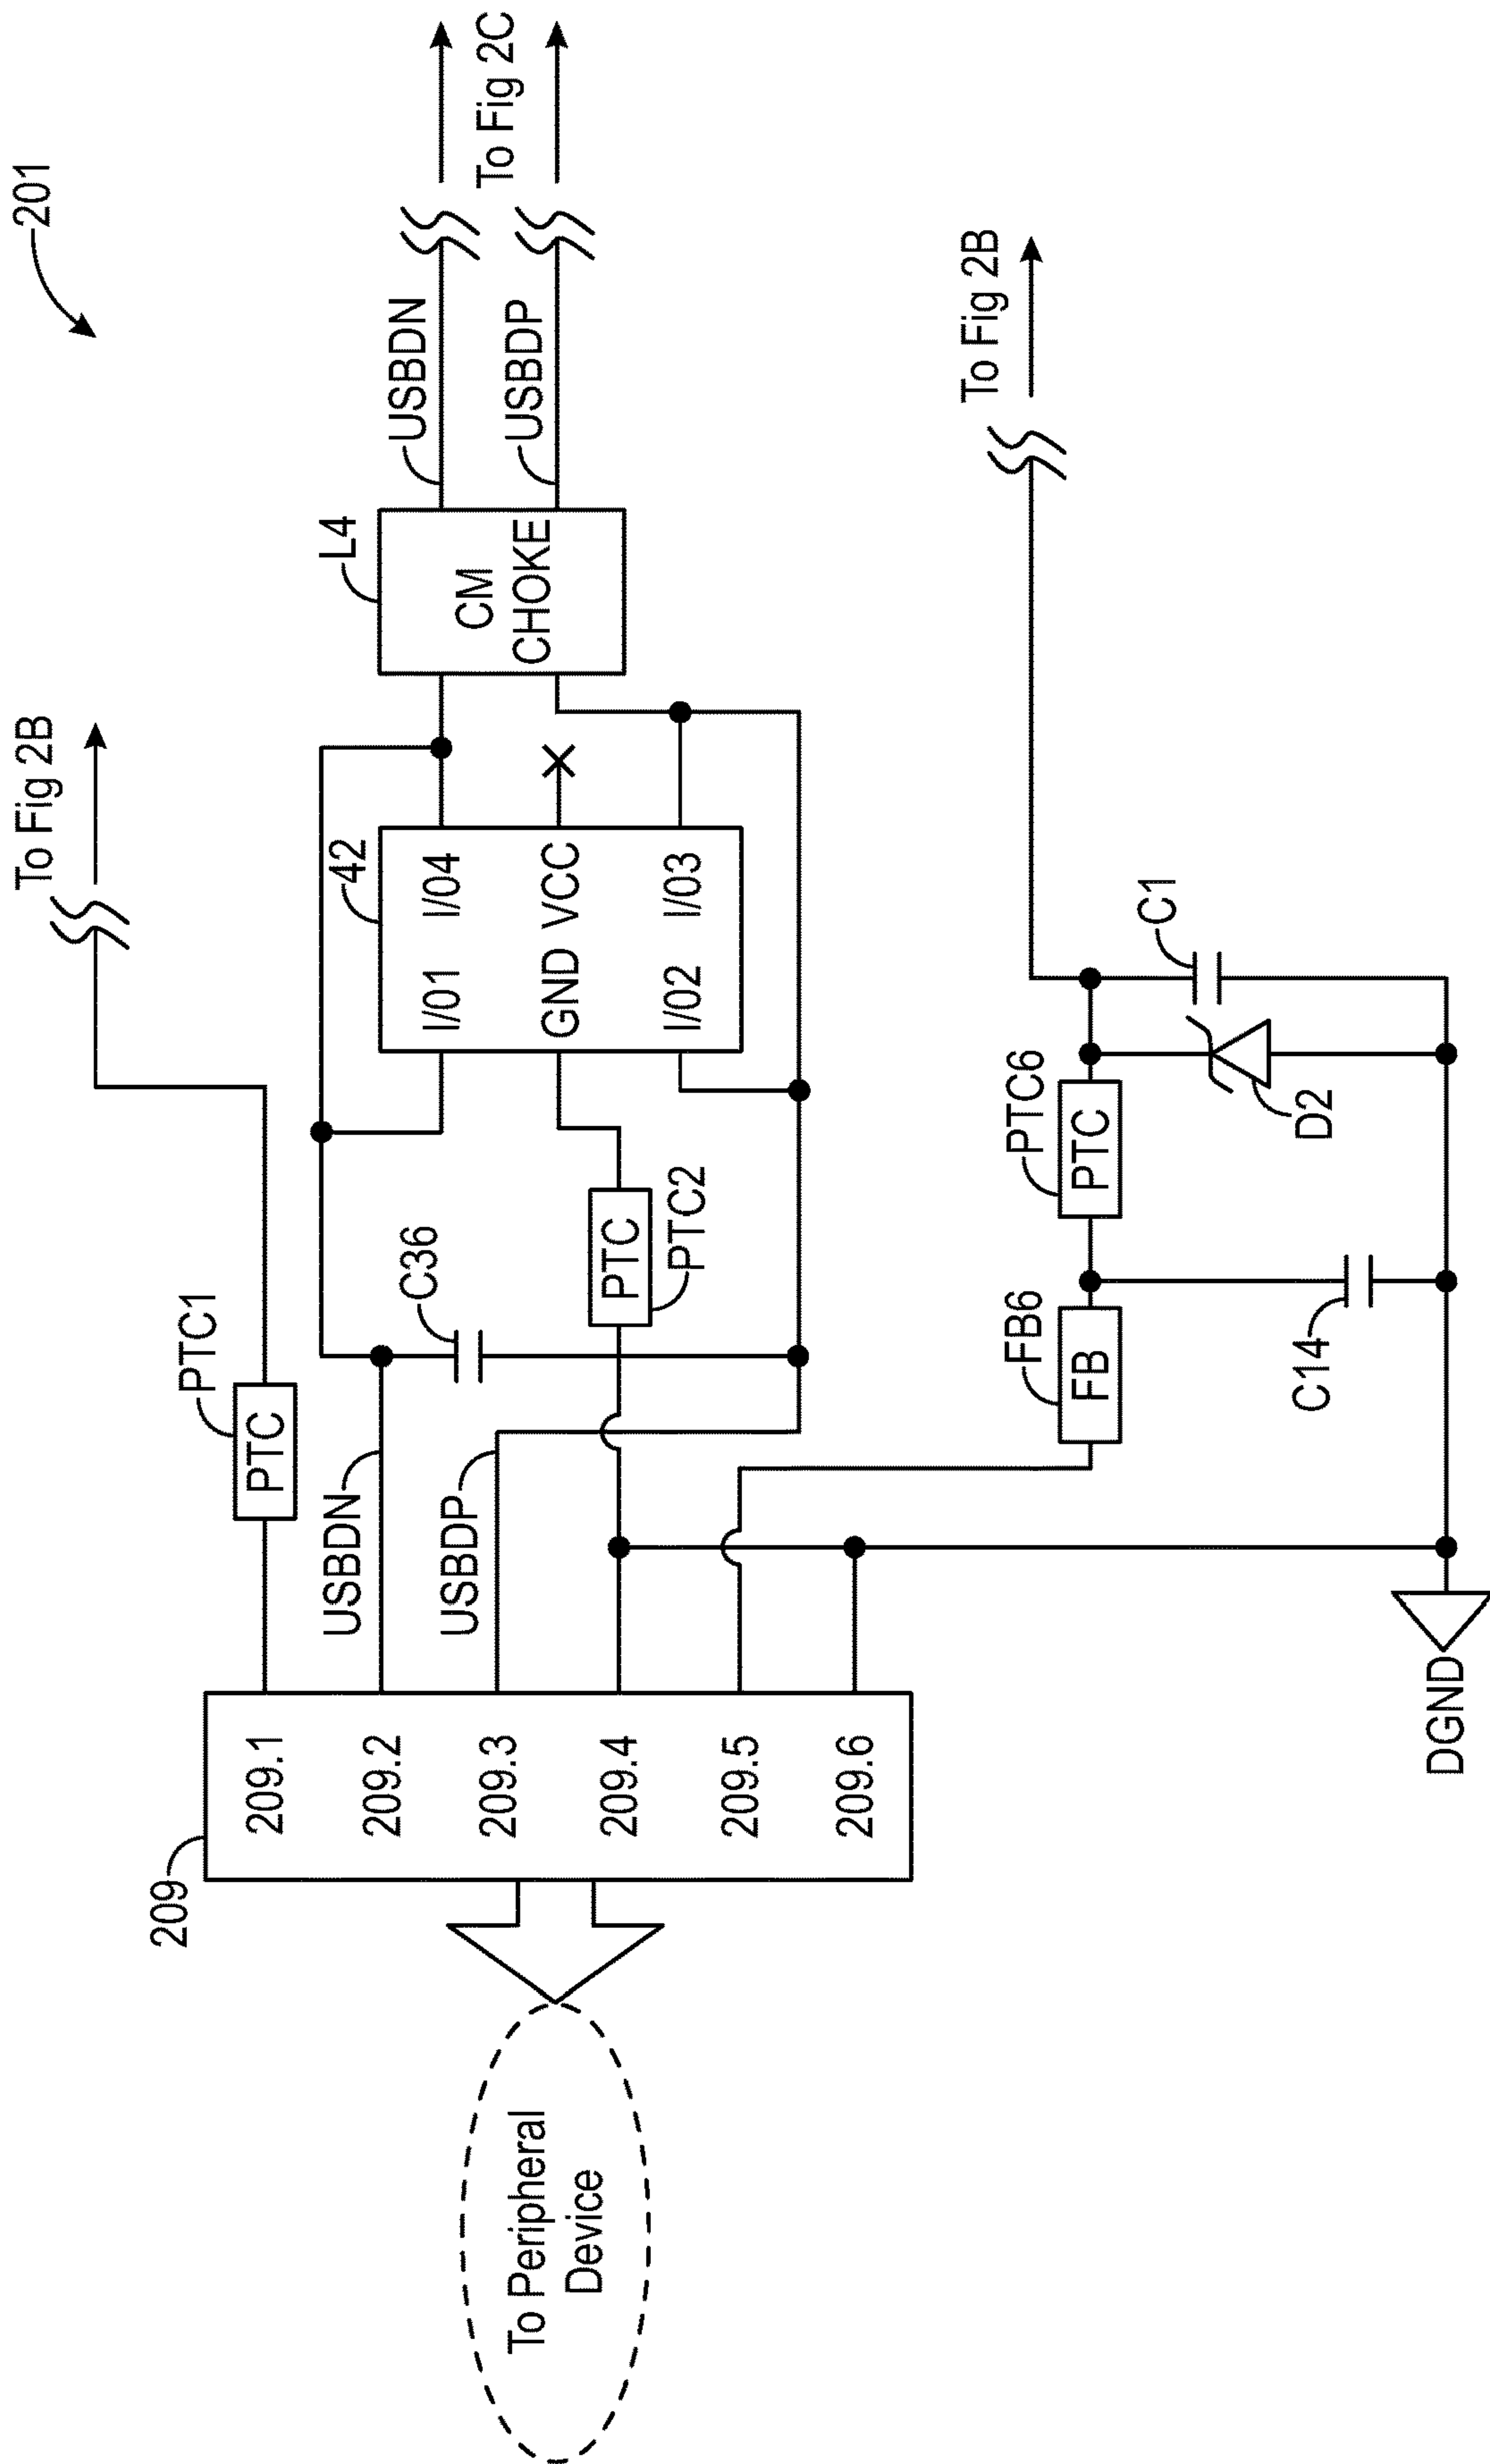 201
To Fig 2B
PTC1
PTC
209
209.1
209.2
209.3
209.4
209.5
209.6
To Peripheral
Device
USBDN
USBDP
C36
PTC
PTC2
42
I/01 I/04
GND VCC
I/02 I/03
L4
CM
CHOKE
USBDN
USBDP
To Fig 2C
To Fig 2B
FB6
FB
PTC6
PTC
C14
D2
C1
DGND